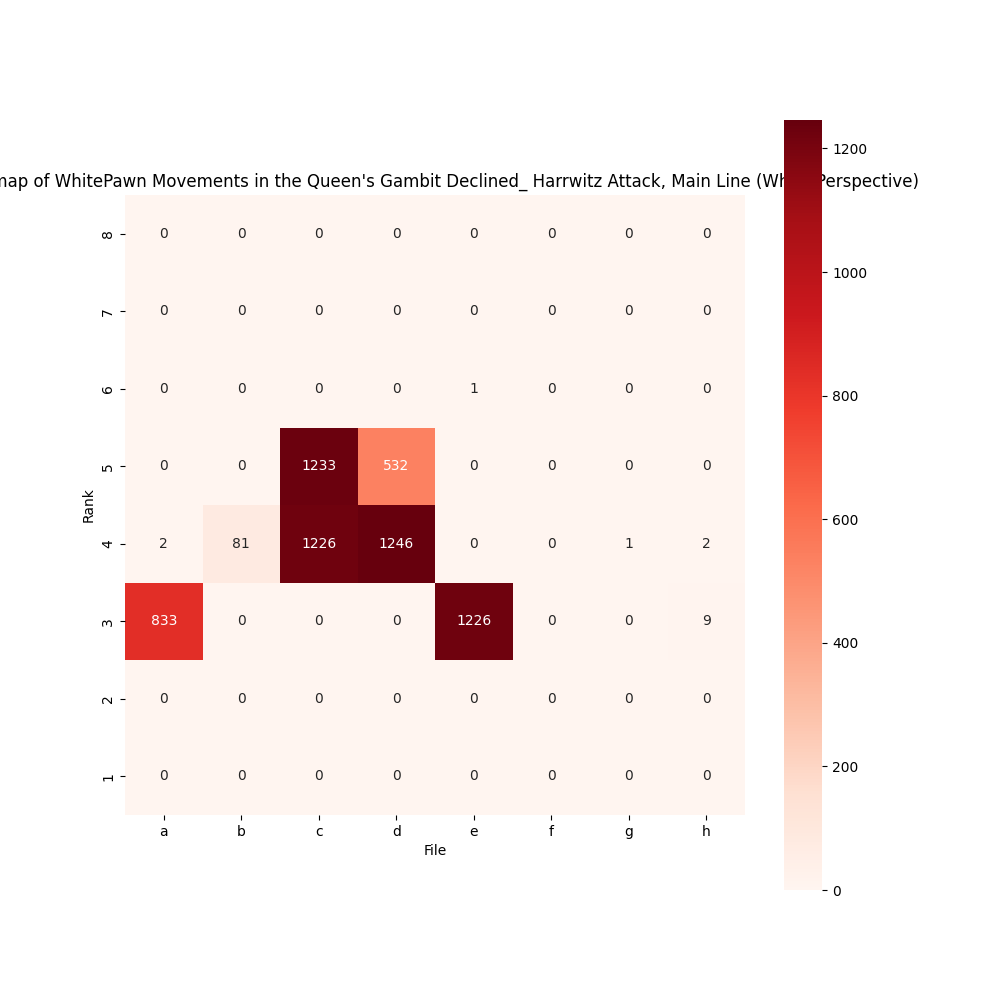 map of WhitePawn Movements in the Queen's Gambit Declined_ Harrwitz Attack, Main Line (Wh Perspective)
8 0 0 0 0 0 0 0 0
7 0 0 0 0 0 0 0 0
6 0 0 0 0 1 0 0 0
5 0 0 1233 532 0 0 0 0
4 2 81 1226 1246 0 0 1 2
3 833 0 0 0 1226 0 0 9
2 0 0 0 0 0 0 0 0
1 0 0 0 0 0 0 0 0
a b c d e f g h
File
Rank
1200
1000
800
600
400
200
0